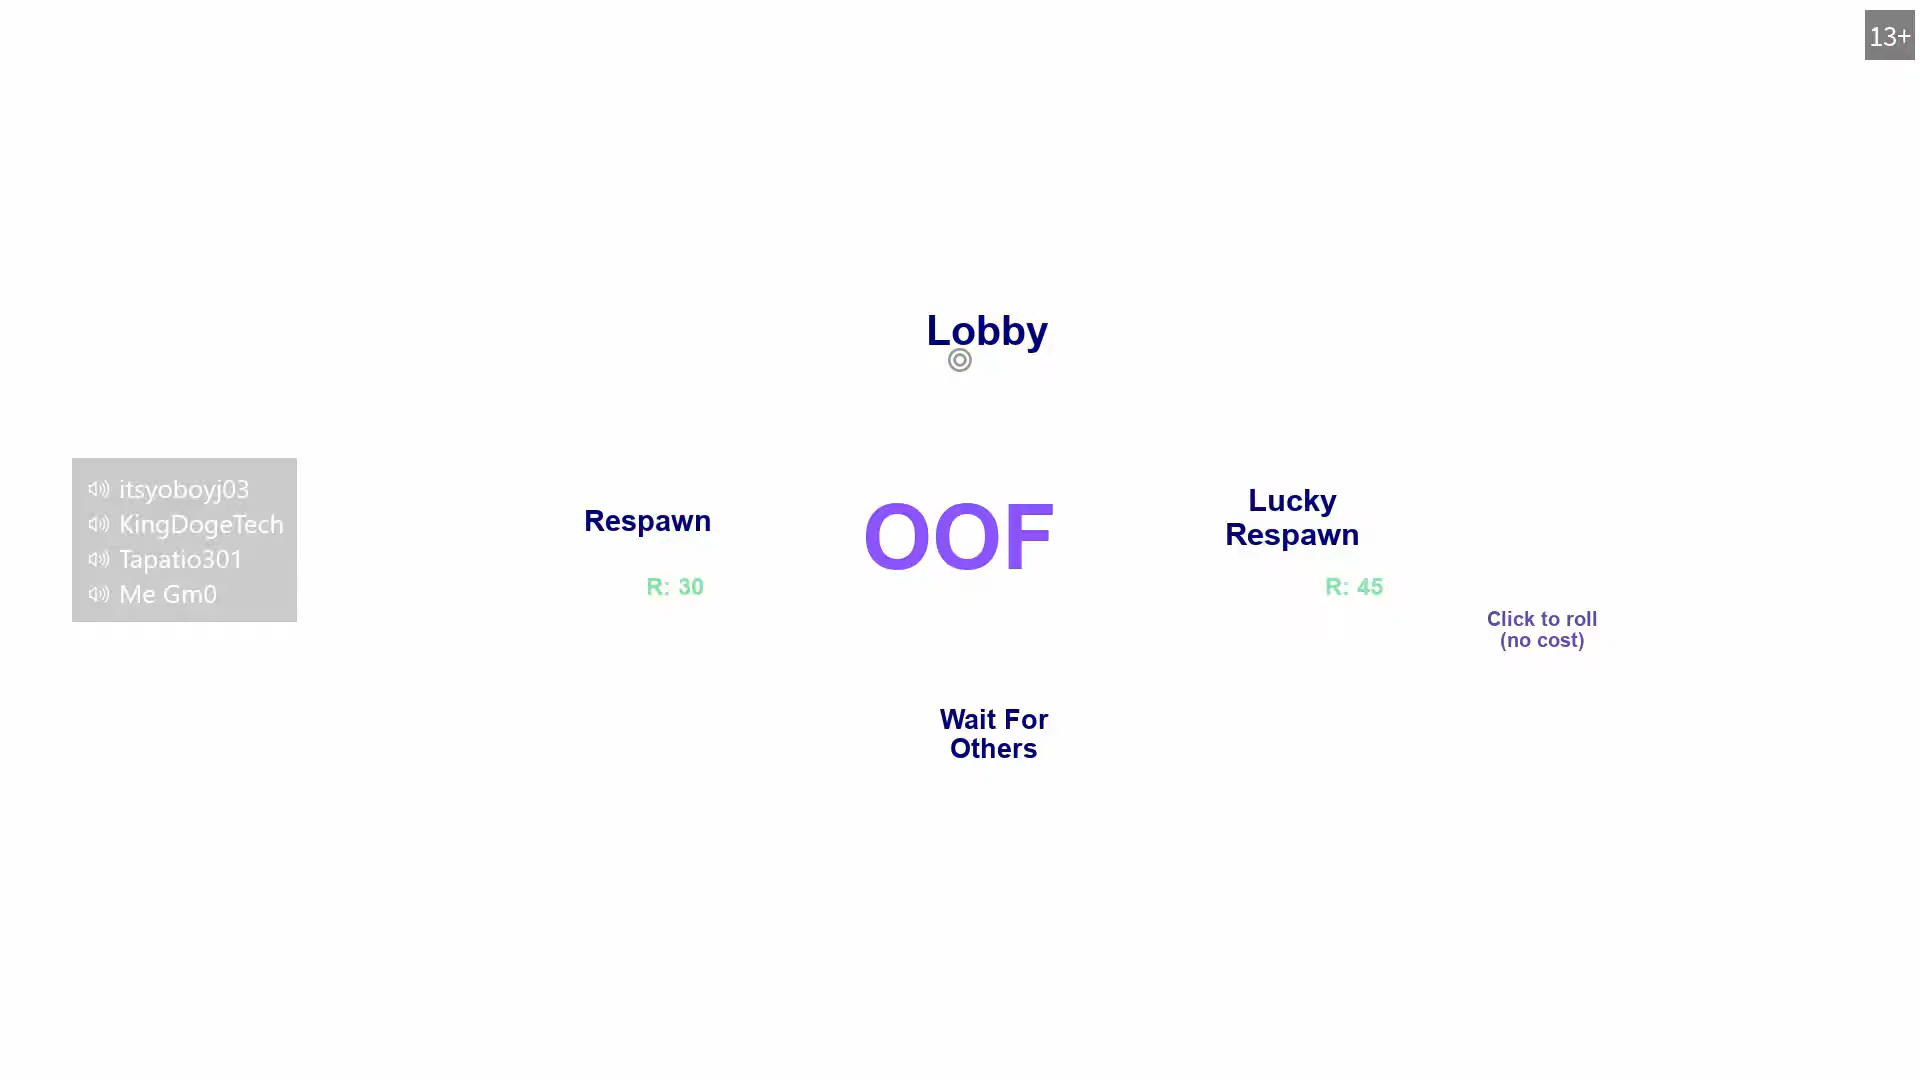 13+
Lobby
itsyoboyj03
KingDogeTech
Tapatio301
Me Gm0
Respawn
R: 30
OOF
Lucky
Respawn
R: 45
Click to roll
(no cost)
Wait For
Others